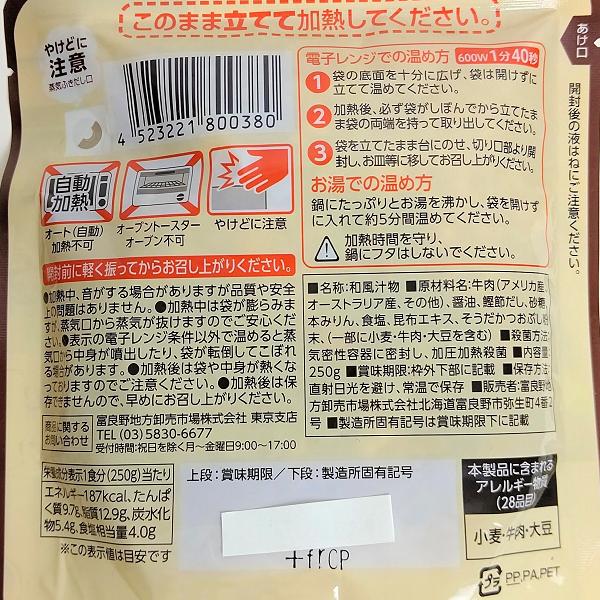 このまま立てて加熱してください。
やけどに
注意
蒸気ふきだし口
4 523221 800380
電子レンジでの温め方 600W 1分40秒
1 袋の底面を十分に広げ、袋は開けずに
立てて温めてください。
2 加熱後、必ず袋がしぼんでから立てたま
ま袋の両端を持って取り出してください。
3 袋を立てたまま台にのせ、切り口部より開
封し、お皿等に移してお召し上がりください。
お湯での温め方
鍋にたっぷりとお湯を沸かし、袋を開けず
に入れて約5分間温めてください。
加熱時間を守り、
鍋にフタはしないでください。
あけ口
開封後の液はねにご注意ください。
自動
加熱!
オート(自動)
加熱不可
オーブントースター
オーブン不可
やけどに注意
開封前に軽く振ってからお召し上がりください。
●加熱中、音がする場合がありますが品質や安全
上の問題はありません。●加熱中は袋が膨らみま
すが、蒸気口から蒸気が抜けますのでご安心くだ
さい。●表示の電子レンジ条件以外で温めると蒸
気口から中身が噴出したり、袋が転倒してこぼれ
る場合があります。●加熱後は袋や中身が熱くな
っておりますのでご注意ください。●加熱後は保
存できませんので、早めにお召し上がりください。
商品に関する
お問い合わせ
富良野地方卸売市場株式会社 東京支店
TEL (03) 5830-6677
受付時間:祝日を除く月〜金曜日9:00〜17:00
■名称:和風汁物 ■原材料名:牛肉(アメリカ産、
オーストラリア産、その他)、醤油、鰹節だし、砂糖、
本みりん、食塩、昆布エキス、そうだかつおぶし粉
末、(一部に小麦・牛肉・大豆を含む) ■殺菌方法:
気密性容器に密封し、加圧加熱殺菌 ■内容量:
250g ■賞味期限:枠外下部に記載 ■保存方法:
直射日光を避け、常温で保存 ■販売者:富良野地
方卸売市場株式会社北海道富良野市弥生町4番2
号 ■製造所固有記号は賞味期限下に記載
栄養成分表示1食分(250g)当たり
エネルギー187kcal、たんぱ
く質9.7g、脂質12.9g、炭水化
物5.4g、食塩相当量4.0g
※この表示値は目安です
上段:賞味期限/下段:製造所固有記号
+frCP
本製品に含まれる
アレルギー物質
(28品目)
小麦・牛肉・大豆
プラ PP,PA,PET